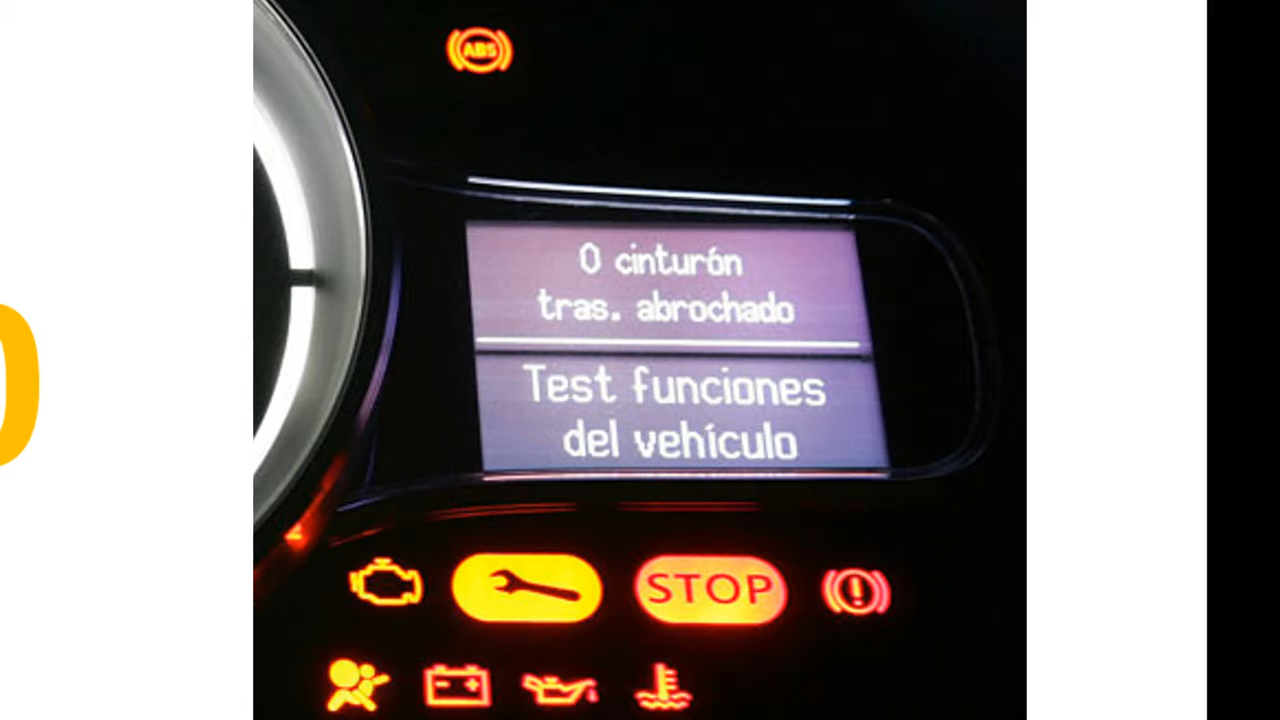 ABS
0 cinturón
tras. abrochado
Test funciones
del vehículo
STOP